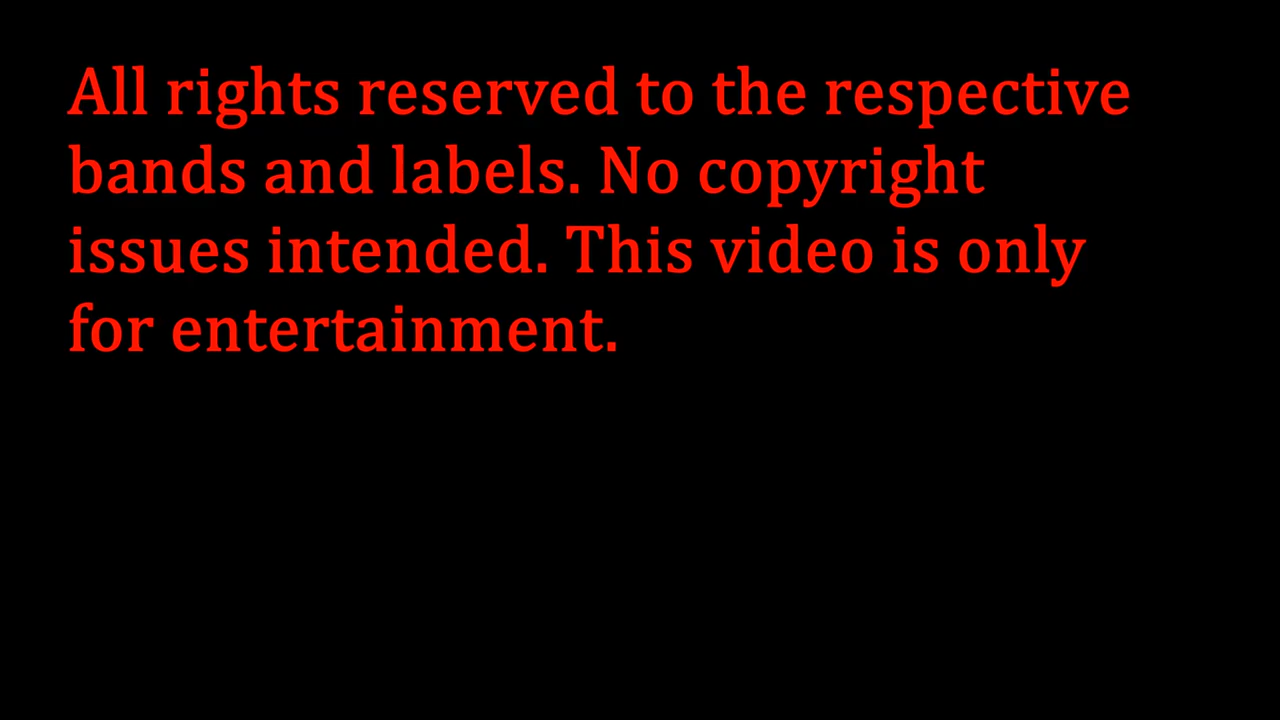 All rights reserved to the respective
bands and labels. No copyright
issues intended. This video is only
for entertainment.